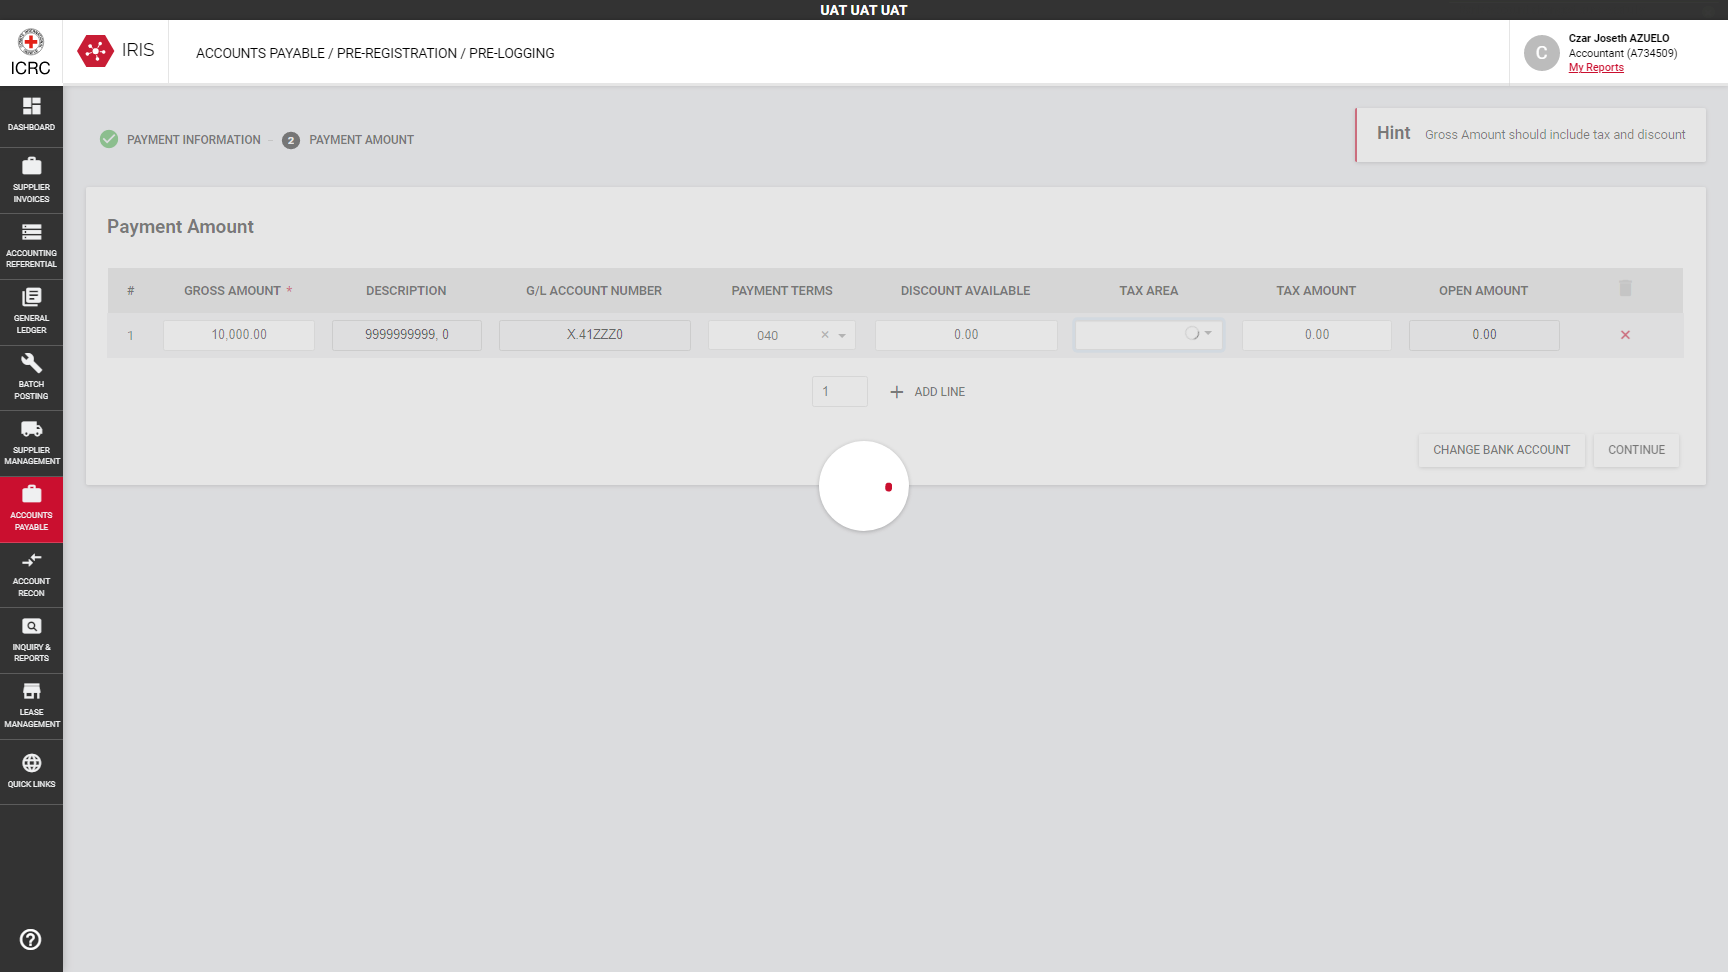 UAT UAT UAT
ICRC
IRIS
ACCOUNTS PAYABLE / PRE-REGISTRATION / PRE-LOGGING
C
Czar Joseth AZUELO
Accountant (A734509)
My Reports
DASHBOARD
SUPPLIER
INVOICES
ACCOUNTING
REFERENTIAL
GENERAL
LEDGER
BATCH
POSTING
SUPPLIER
MANAGEMENT
ACCOUNTS
PAYABLE
ACCOUNT
RECON
INQUIRY &
REPORTS
LEASE
MANAGEMENT
QUICK LINKS
PAYMENT INFORMATION
2 PAYMENT AMOUNT
Hint Gross Amount should include tax and discount
Payment Amount
# GROSS AMOUNT * DESCRIPTION G/L ACCOUNT NUMBER PAYMENT TERMS DISCOUNT AVAILABLE TAX AREA TAX AMOUNT OPEN AMOUNT
1 10,000.00 9999999999, 0 X.41ZZZ0 040 × 0.00 0.00 0.00
1 + ADD LINE
CHANGE BANK ACCOUNT CONTINUE